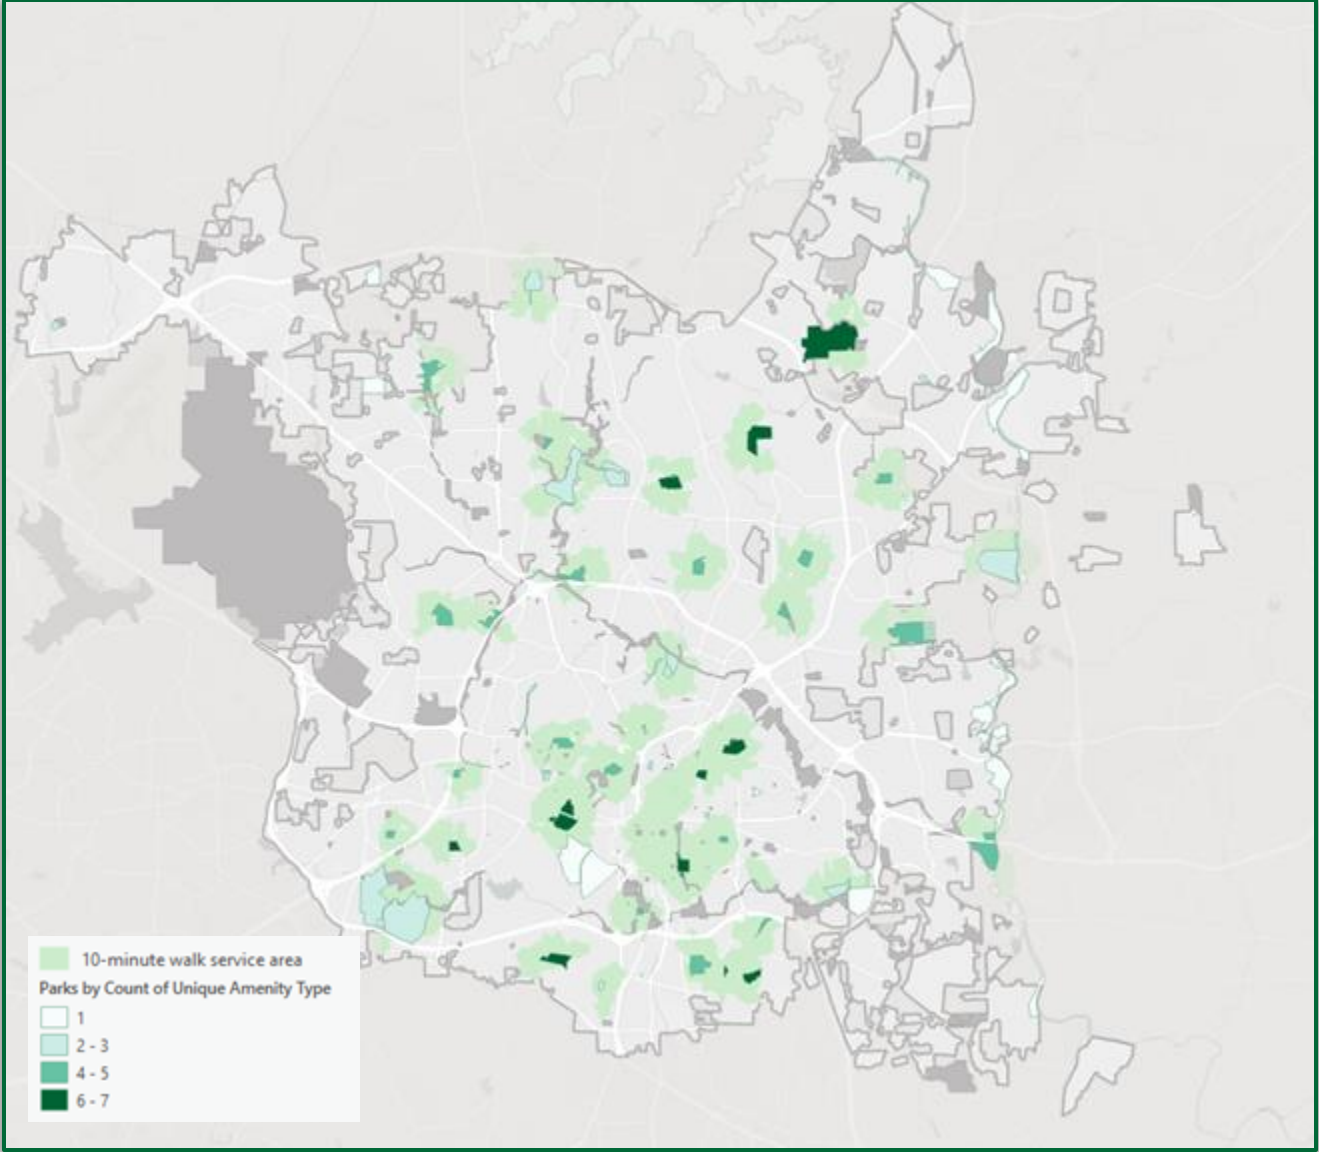 10-minute walk service area
Parks by Count of Unique Amenity Type
1
2 - 3
4 - 5
6 - 7